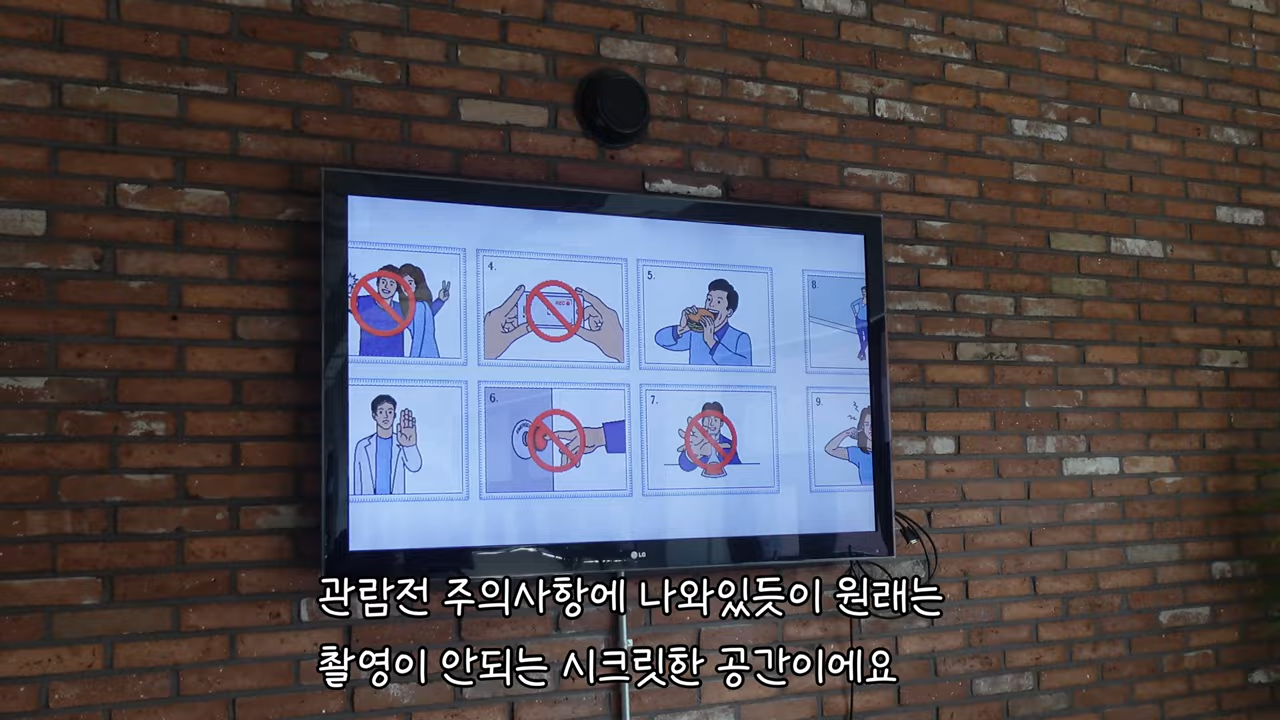 4.
REC
5.
8.
6.
7.
9.
LG
관람전 주의사항에 나와있듯이 원래는
촬영이 안되는 시크릿한 공간이에요